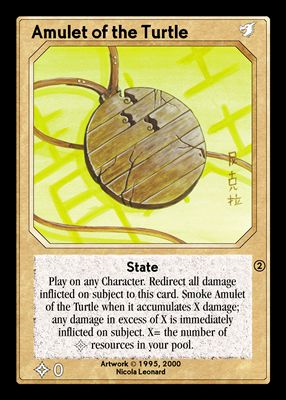 Amulet of the Turtle
State
②
Play on any Character. Redirect all damage
inflicted on subject to this card. Smoke Amulet
of the Turtle when it accumulates X damage;
any damage in excess of X is immediately
inflicted on subject. X= the number of
resources in your pool.
0
Artwork © 1995, 2000
Nicola Leonard